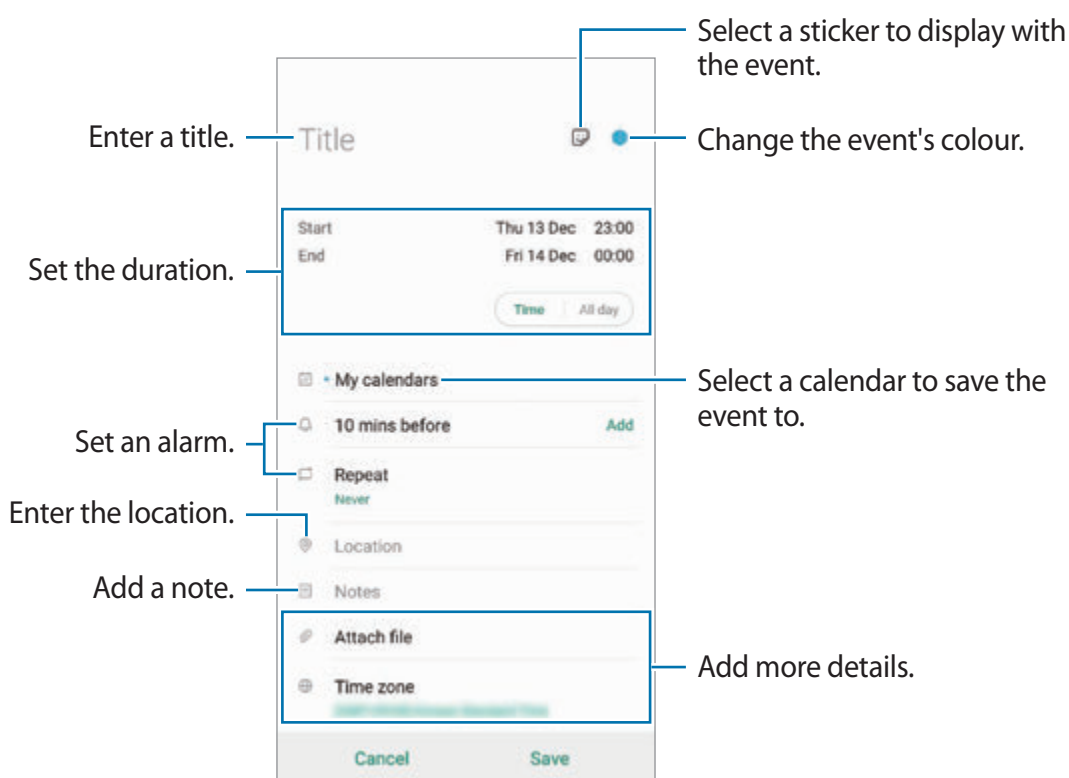 Select a sticker to display with
the event.
Enter a title.
Title
Change the event's colour.
Start Thu 13 Dec 23:00
End Fri 14 Dec 00:00
Set the duration.
Time All day
My calendars
Select a calendar to save the
event to.
10 mins before Add
Set an alarm.
Repeat
Never
Enter the location.
Location
Add a note.
Notes
Attach file
Add more details.
Time zone
Cancel Save